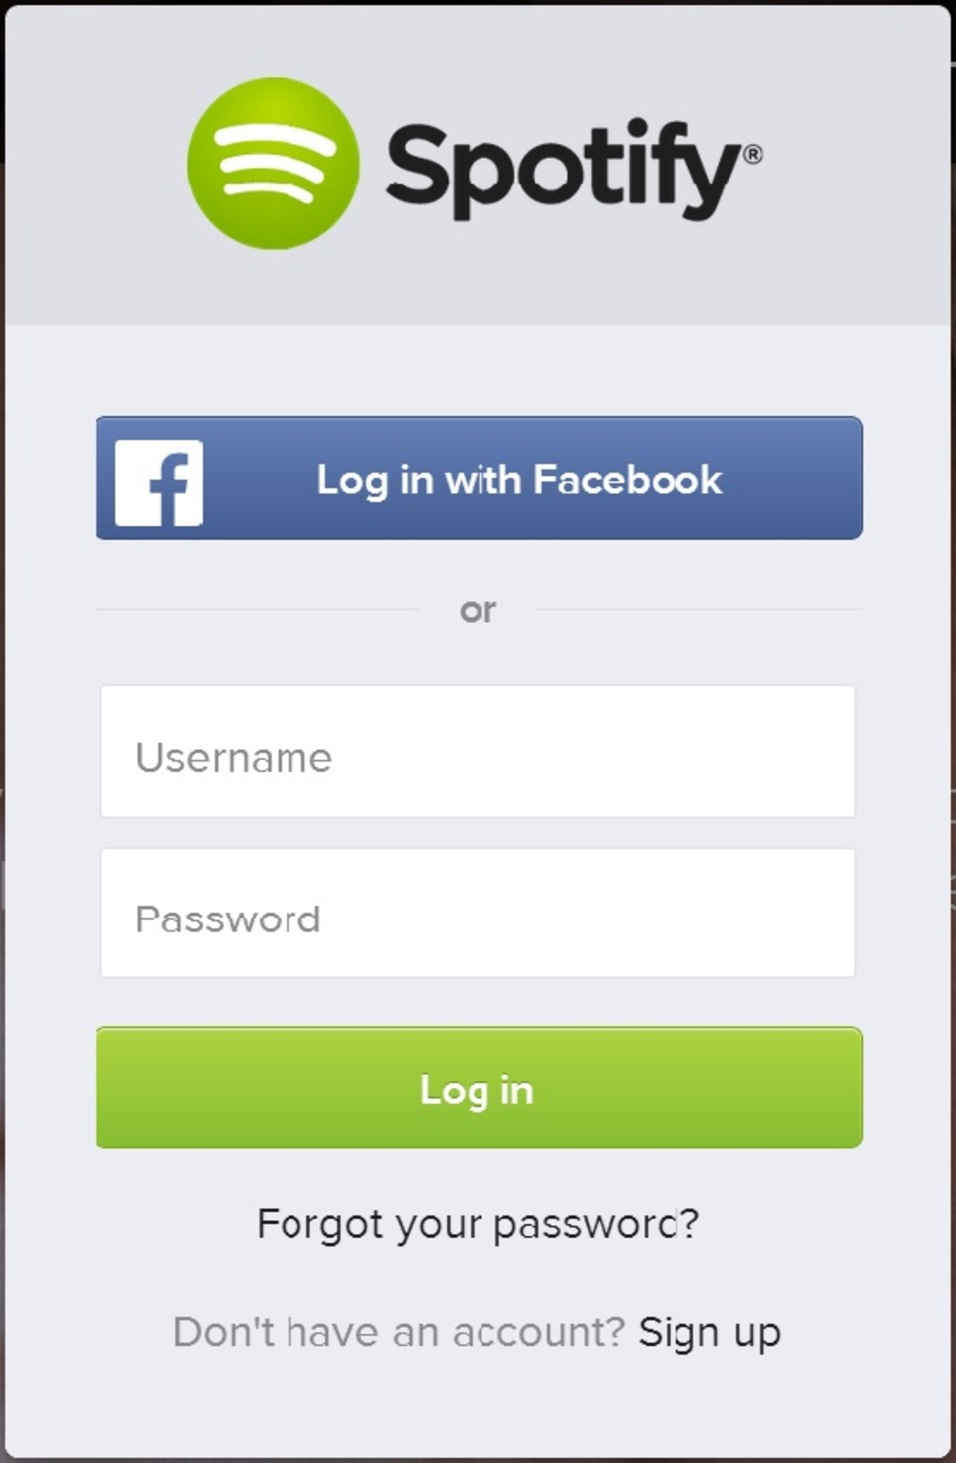 Spotify®
Log in with Facebook
or
Username
Password
Log in
Forgot your password?
Don't have an account? Sign up